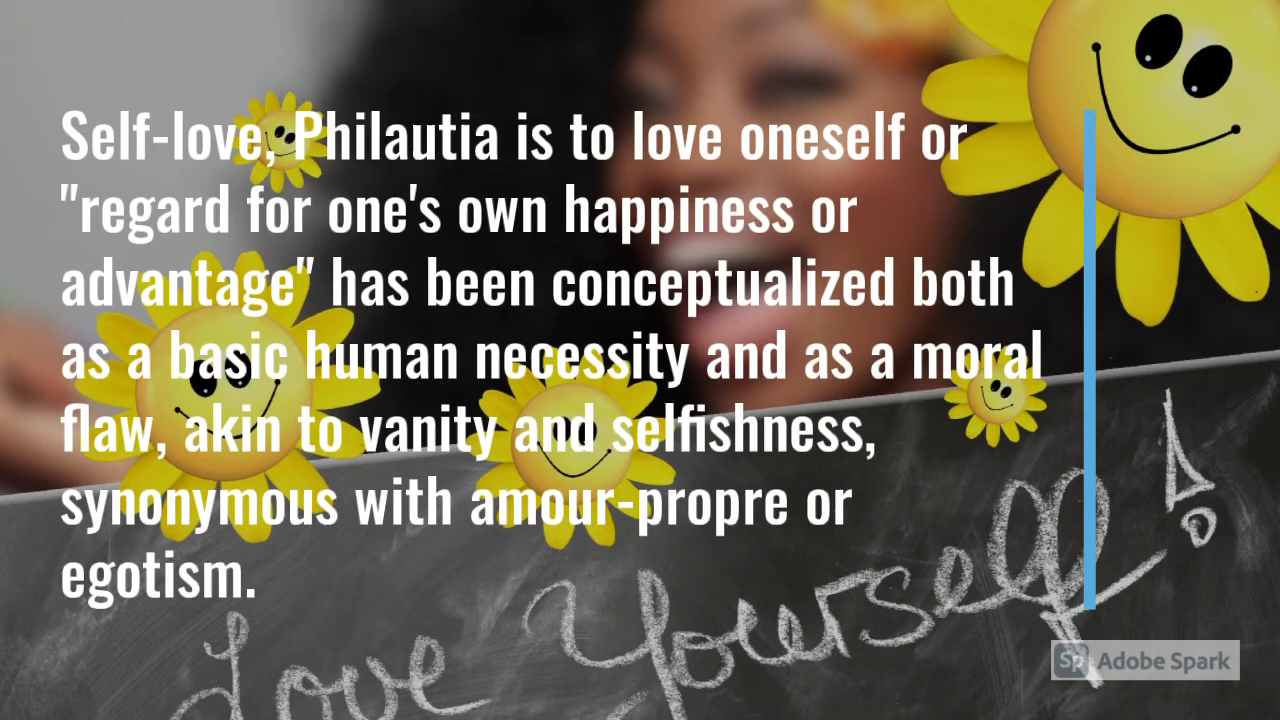 Self-love, Philautia is to love oneself or
"regard for one's own happiness or
advantage" has been conceptualized both
as a basic human necessity and as a moral
flaw, akin to vanity and selfishness,
synonymous with amour-propre or
egotism.
Love Yourself!
Sp Adobe Spark